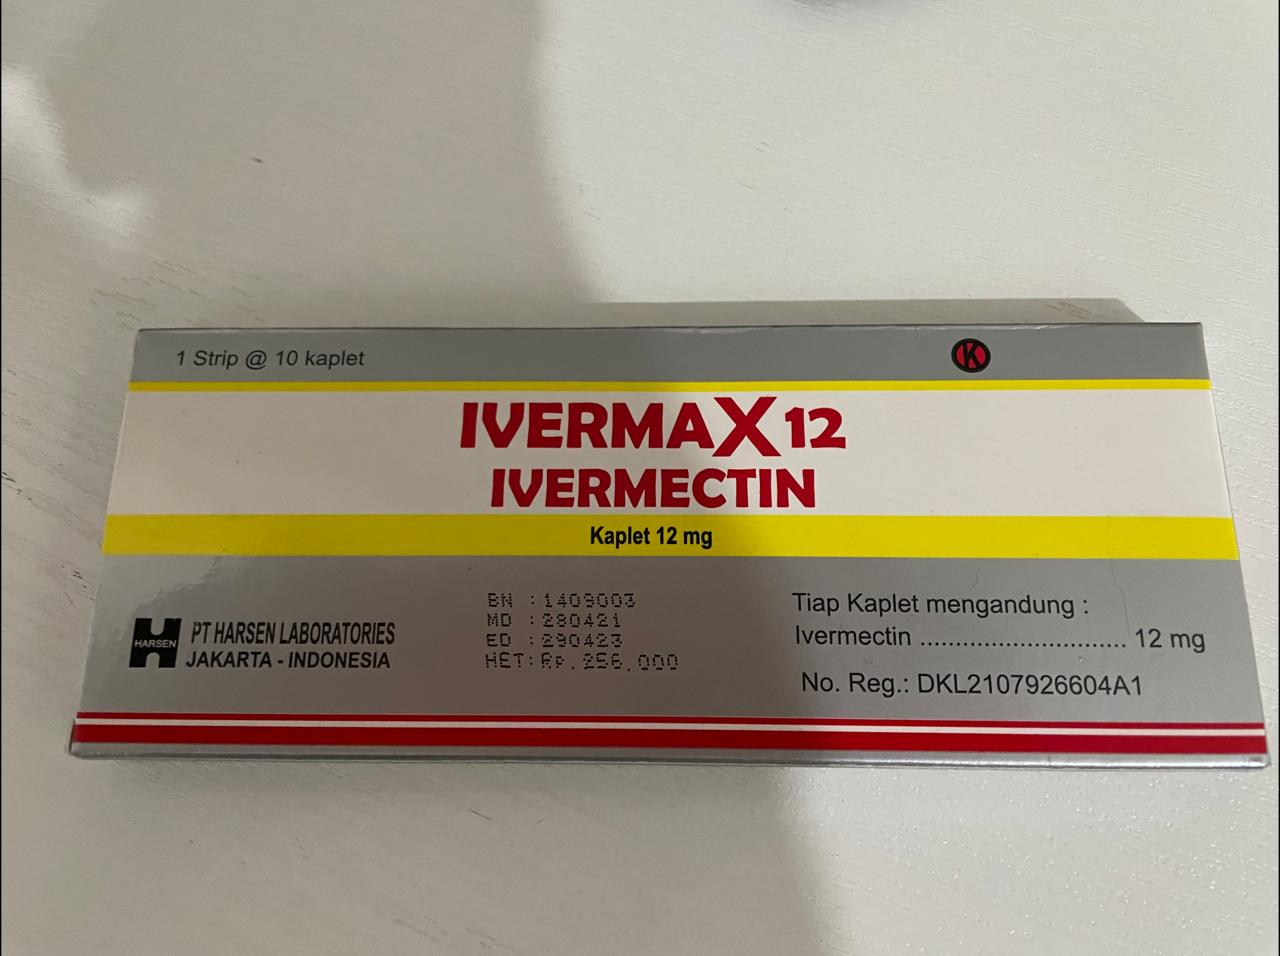 1 Strip @ 10 kaplet
K
IVERMAX 12
IVERMECTIN
Kaplet 12 mg
HARSEN
PT HARSEN LABORATORIES
JAKARTA - INDONESIA
BN : 1409003
MD : 280421
ED : 290423
HET: Rp. 256.000
Tiap Kaplet mengandung :
Ivermectin ............................. 12 mg
No. Reg.: DKL2107926604A1